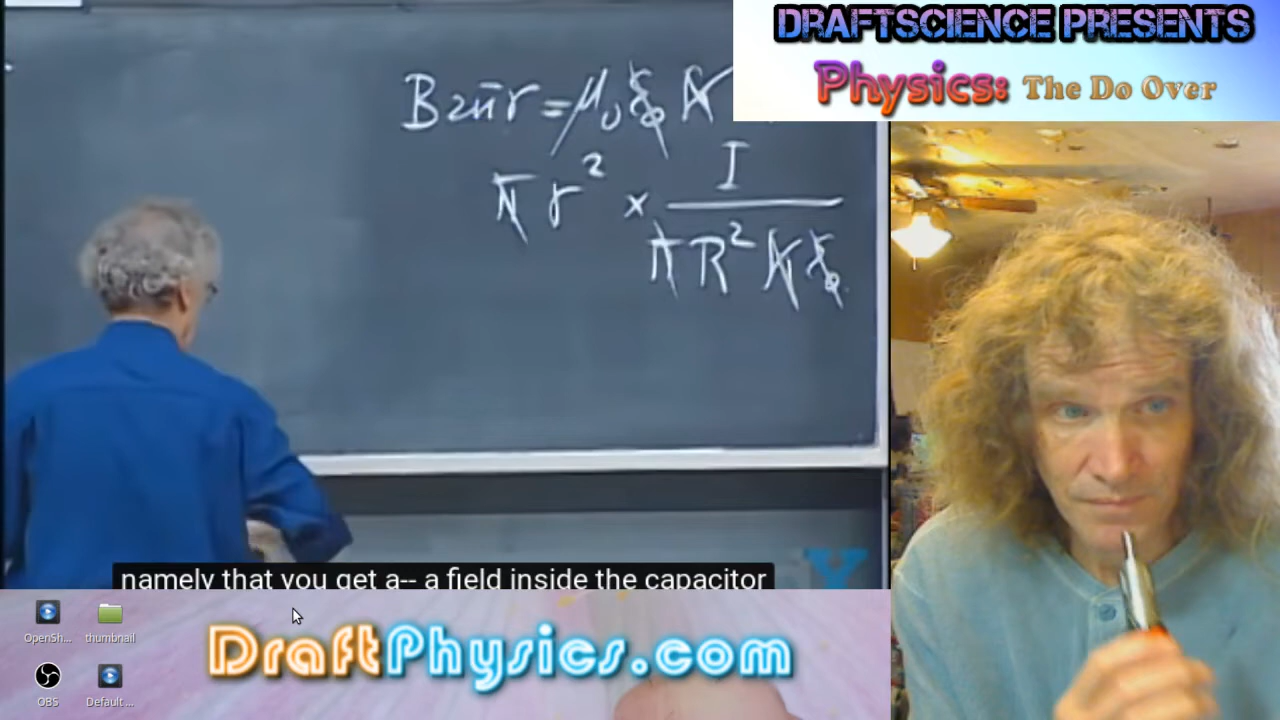 DRAFTSCIENCE PRESENTS
Physics: The Do Over
B2πr = μ₀ε₀ K
πr² × I / πR² K ε₀
namely that you get a-- a field inside the capacitor
OpenSh... thumbnail
DraftPhysics.com
OBS Default ...